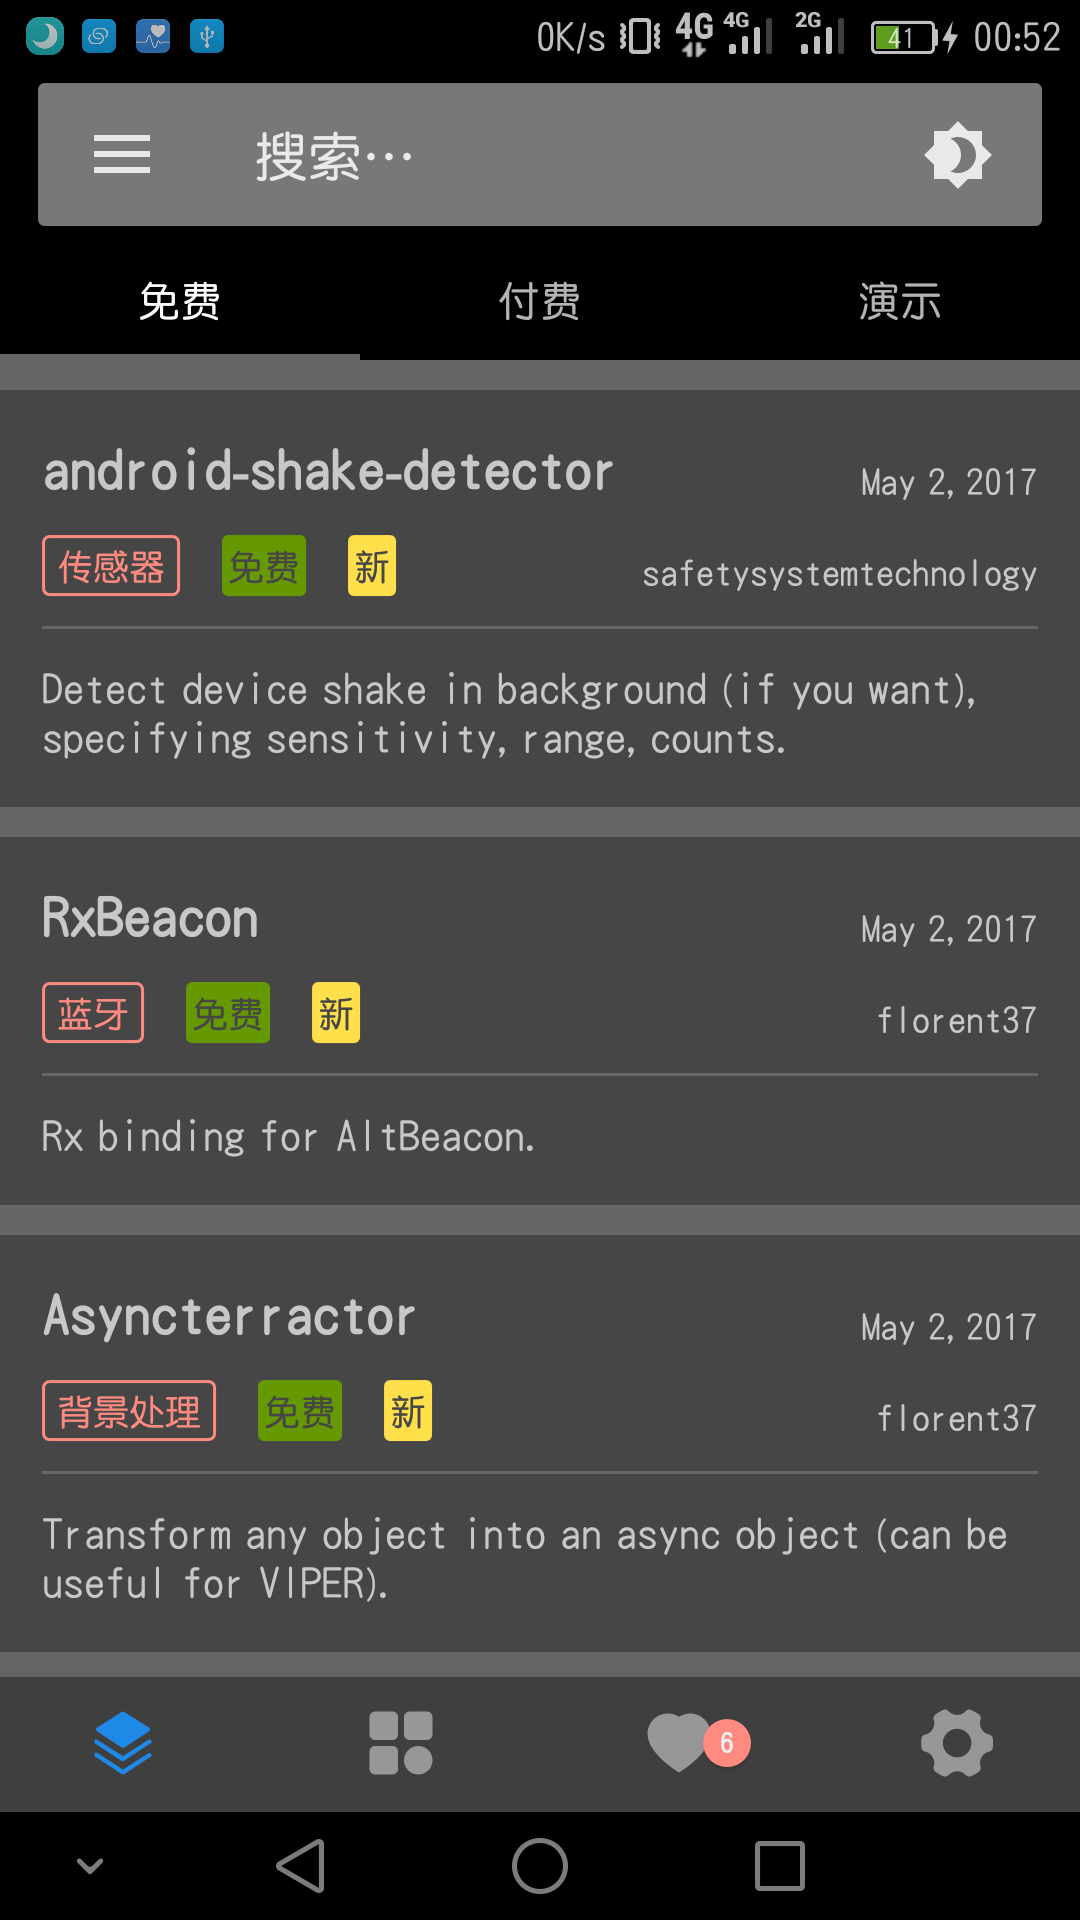 0K/s 4G 4G 2G 41 00:52
搜索…
免费 付费 演示
android-shake-detector May 2, 2017
传感器 免费 新 safetysystemtechnology
Detect device shake in background (if you want),
specifying sensitivity, range, counts.
RxBeacon May 2, 2017
蓝牙 免费 新 florent37
Rx binding for AltBeacon.
Asyncterractor May 2, 2017
背景处理 免费 新 florent37
Transform any object into an async object (can be
useful for VIPER).
6